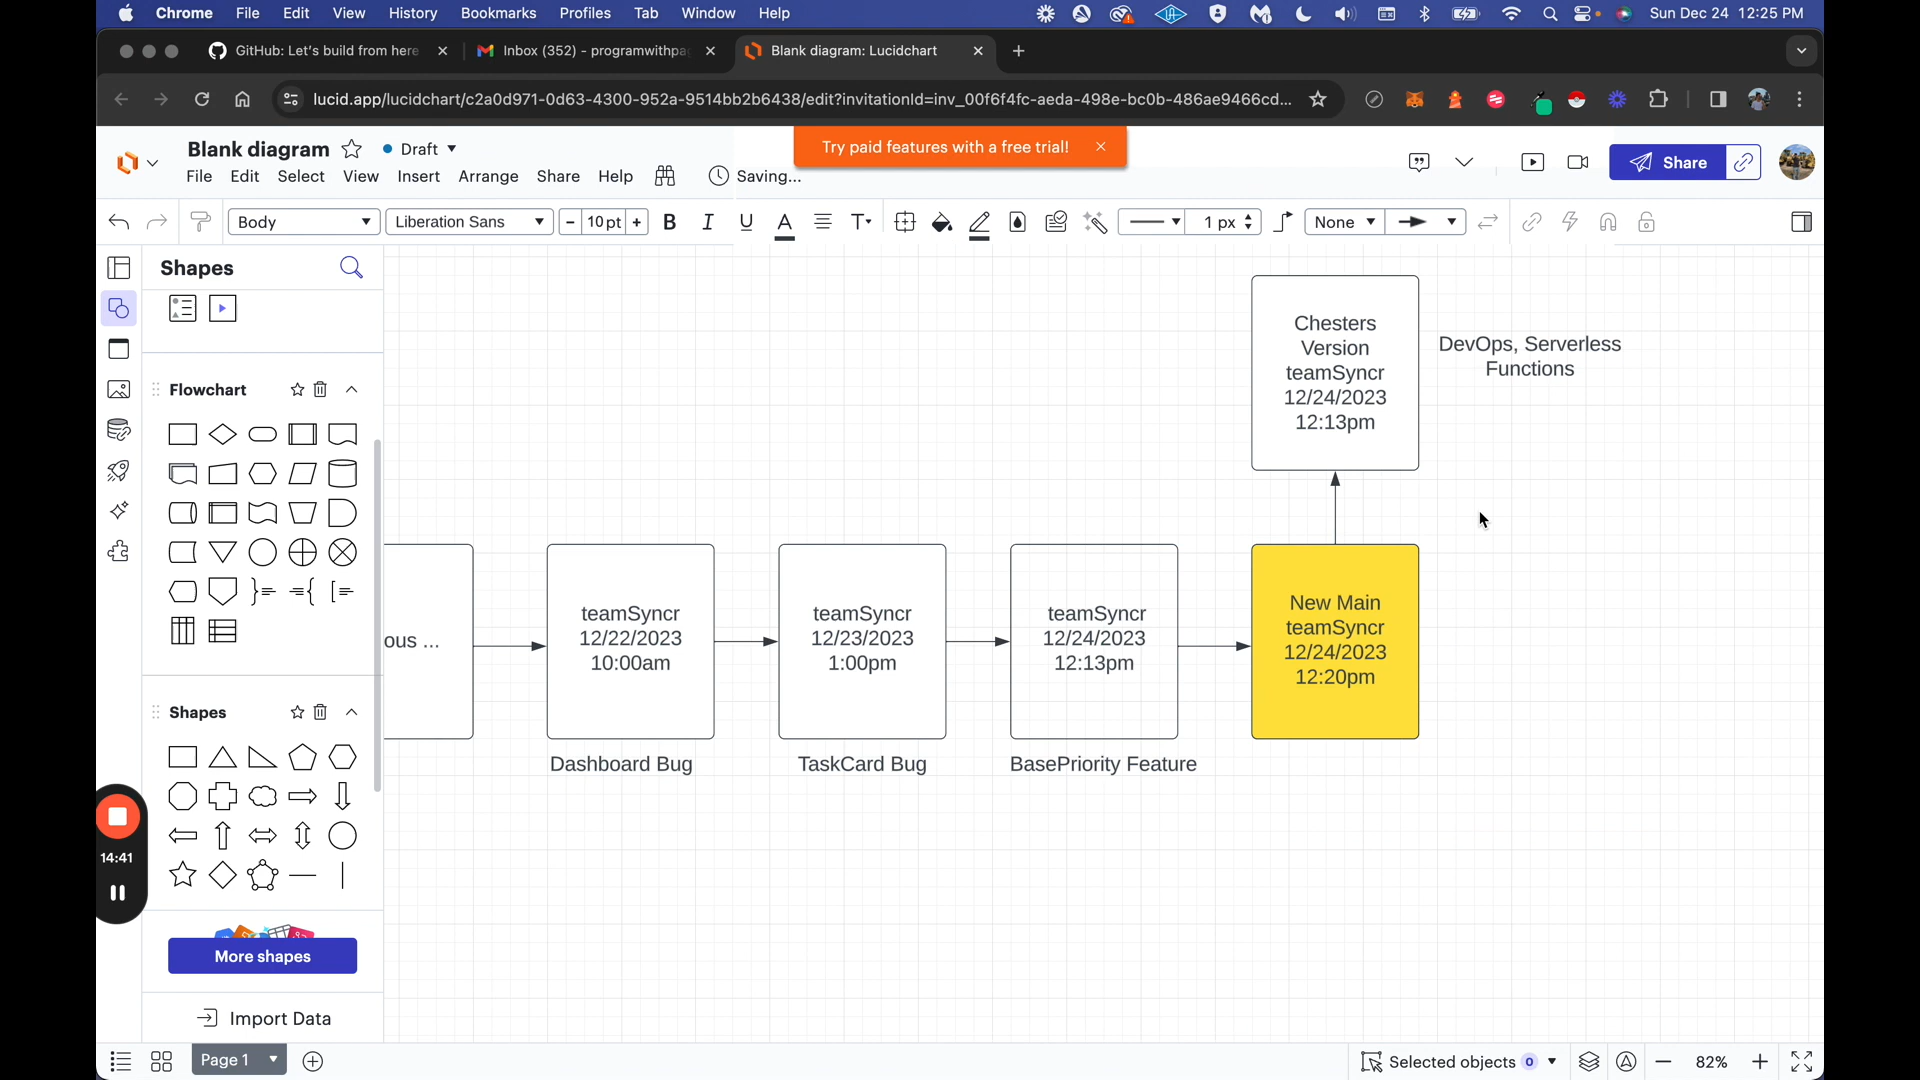 Chrome File Edit View History Bookmarks Profiles Tab Window Help Sun Dec 24 12:25 PM
GitHub: Let's build from here
Inbox (352) - programwithpa
Blank diagram: Lucidchart
lucid.app/lucidchart/c2a0d971-0d63-4300-952a-9514bb2b6438/edit?invitationId=inv_00f6f4fc-aeda-498e-bc0b-486ae9466cd...
Blank diagram Draft
Try paid features with a free trial!
Share
File Edit Select View Insert Arrange Share Help Saving...
Body Liberation Sans 10 pt B I U A T 1 px None
Shapes
Flowchart
Shapes
More shapes
Import Data
14:41
Chesters
Version
teamSyncr
12/24/2023
12:13pm
DevOps, Serverless
Functions
ous ...
teamSyncr
12/22/2023
10:00am
Dashboard Bug
teamSyncr
12/23/2023
1:00pm
TaskCard Bug
teamSyncr
12/24/2023
12:13pm
BasePriority Feature
New Main
teamSyncr
12/24/2023
12:20pm
Page 1
Selected objects 0
82%